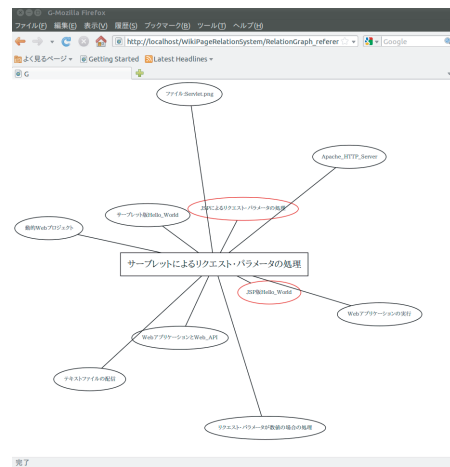 G-Mozilla Firefox
ファイル(F) 編集(E) 表示(V) 履歴(S) ブックマーク(B) ツール(T) ヘルプ(H)
http://localhost/WikiPageRelationSystem/RelationGraph_referer
Google
よく見るページ Getting Started Latest Headlines
G
ファイル:Servlet.png
Apache_HTTP_Server
JSPによるリクエスト・パラメータの処理
サーブレット版Hello_World
動的Webプロジェクト
サーブレットによるリクエスト・パラメータの処理
JSP版Hello_World
Webアプリケーションの実行
WebアプリケーションとWeb_API
テキストファイルの配信
リクエスト・パラメータが数値の場合の処理
完了